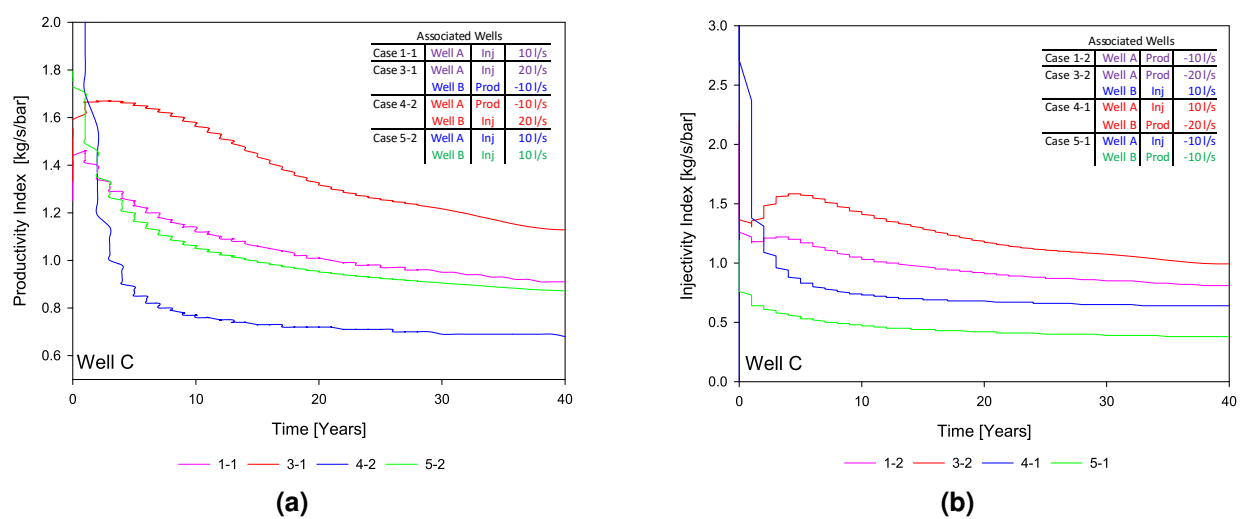 Associated Wells
Case 1-1 Well A Inj 10 l/s
Case 3-1 Well A Inj 20 l/s
Well B Prod -10 l/s
Case 4-2 Well A Prod -10 l/s
Well B Inj 20 l/s
Case 5-2 Well A Inj 10 l/s
Well B Inj 10 l/s
Productivity Index [kg/s/bar]
2.0
1.8
1.6
1.4
1.2
1.0
0.8
0.6
Well C
0 10 20 30 40
Time [Years]
1-1 3-1 4-2 5-2
(a)
Associated Wells
Case 1-2 Well A Prod -10 l/s
Case 3-2 Well A Prod -20 l/s
Well B Inj 10 l/s
Case 4-1 Well A Inj 10 l/s
Well B Prod -20 l/s
Case 5-1 Well A Inj -10 l/s
Well B Prod -10 l/s
Injectivity Index [kg/s/bar]
3.0
2.5
2.0
1.5
1.0
0.5
0.0
Well C
0 10 20 30 40
Time [Years]
1-2 3-2 4-1 5-1
(b)